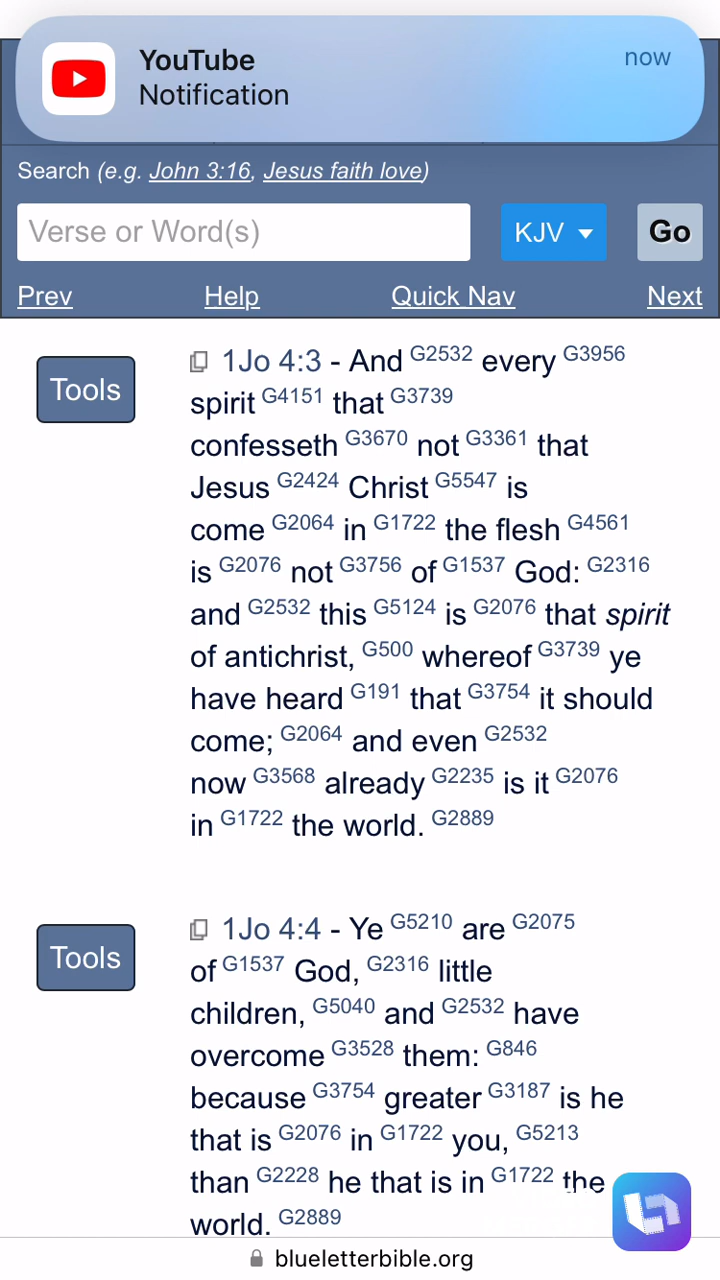 YouTube
now
Notification
Search (e.g. John 3:16, Jesus faith love)
Verse or Word(s)
KJV
Go
Prev
Help
Quick Nav
Next
Tools
1Jo 4:3 - And G2532 every G3956
spirit G4151 that G3739
confesseth G3670 not G3361 that
Jesus G2424 Christ G5547 is
come G2064 in G1722 the flesh G4561
is G2076 not G3756 of G1537 God: G2316
and G2532 this G5124 is G2076 that spirit
of antichrist, G500 whereof G3739 ye
have heard G191 that G3754 it should
come; G2064 and even G2532
now G3568 already G2235 is it G2076
in G1722 the world. G2889
Tools
1Jo 4:4 - Ye G5210 are G2075
of G1537 God, G2316 little
children, G5040 and G2532 have
overcome G3528 them: G846
because G3754 greater G3187 is he
that is G2076 in G1722 you, G5213
than G2228 he that is in G1722 the
world. G2889
blueletterbible.org